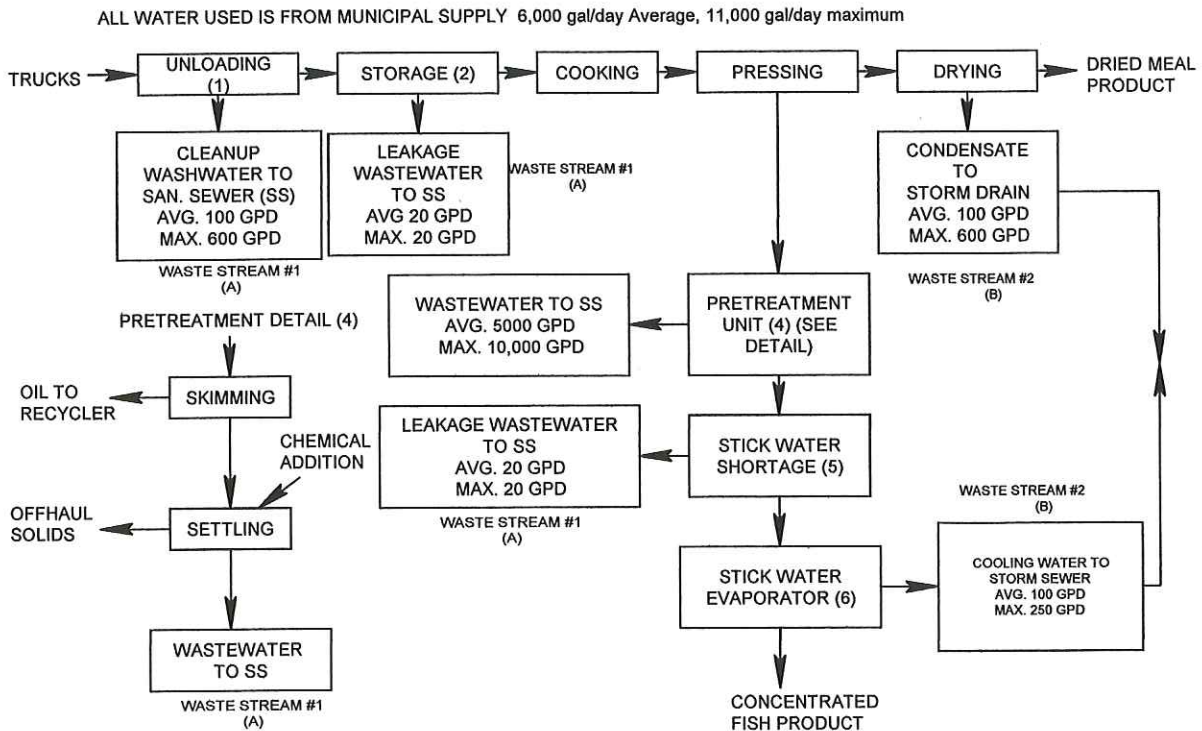 ALL WATER USED IS FROM MUNICIPAL SUPPLY 6,000 gal/day Average, 11,000 gal/day maximum
TRUCKS
UNLOADING
(1)
STORAGE (2)
COOKING
PRESSING
DRYING
DRIED MEAL
PRODUCT
CLEANUP
WASHWATER TO
SAN. SEWER (SS)
AVG. 100 GPD
MAX. 600 GPD
WASTE STREAM #1
(A)
LEAKAGE
WASTEWATER
TO SS
AVG 20 GPD
MAX. 20 GPD
WASTE STREAM #1
(A)
CONDENSATE
TO
STORM DRAIN
AVG. 100 GPD
MAX. 600 GPD
WASTE STREAM #2
(B)
WASTEWATER TO SS
AVG. 5000 GPD
MAX. 10,000 GPD
PRETREATMENT
UNIT (4) (SEE
DETAIL)
PRETREATMENT DETAIL (4)
OIL TO
RECYCLER
SKIMMING
CHEMICAL
ADDITION
OFFHAUL
SOLIDS
SETTLING
WASTEWATER
TO SS
WASTE STREAM #1
(A)
LEAKAGE WASTEWATER
TO SS
AVG. 20 GPD
MAX. 20 GPD
WASTE STREAM #1
(A)
STICK WATER
SHORTAGE (5)
STICK WATER
EVAPORATOR (6)
WASTE STREAM #2
(B)
COOLING WATER TO
STORM SEWER
AVG. 100 GPD
MAX. 250 GPD
CONCENTRATED
FISH PRODUCT